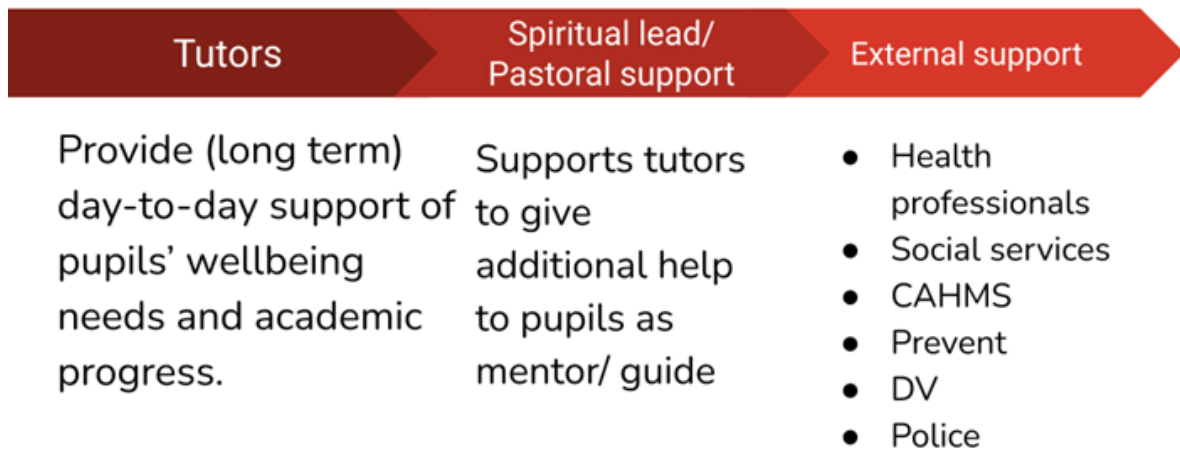 Tutors
Spiritual lead/
Pastoral support
External support
Provide (long term)
day-to-day support of
pupils’ wellbeing
needs and academic
progress.
Supports tutors
to give
additional help
to pupils as
mentor/ guide
● Health
professionals
● Social services
● CAHMS
● Prevent
● DV
● Police